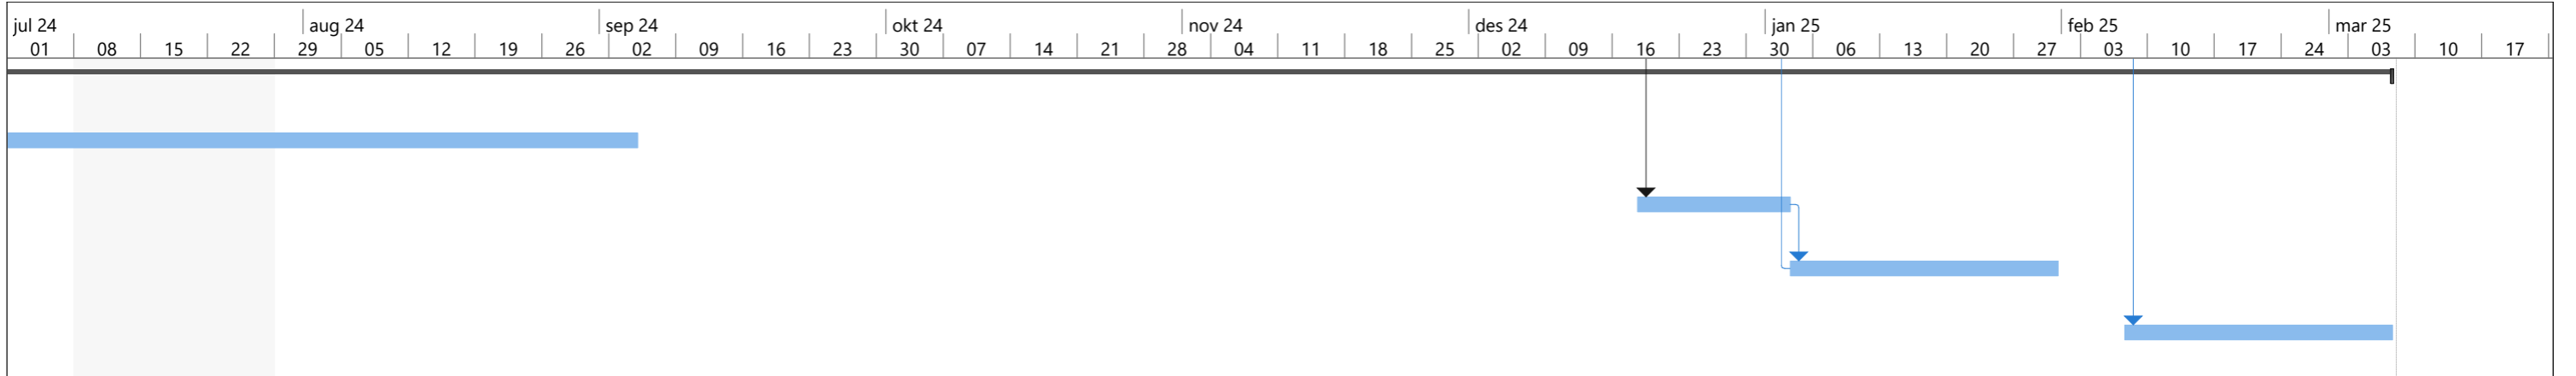 jul 24 aug 24 sep 24 okt 24 nov 24 des 24 jan 25 feb 25 mar 25
01 08 15 22 29 05 12 19 26 02 09 16 23 30 07 14 21 28 04 11 18 25 02 09 16 23 30 06 13 20 27 03 10 17 24 03 10 17